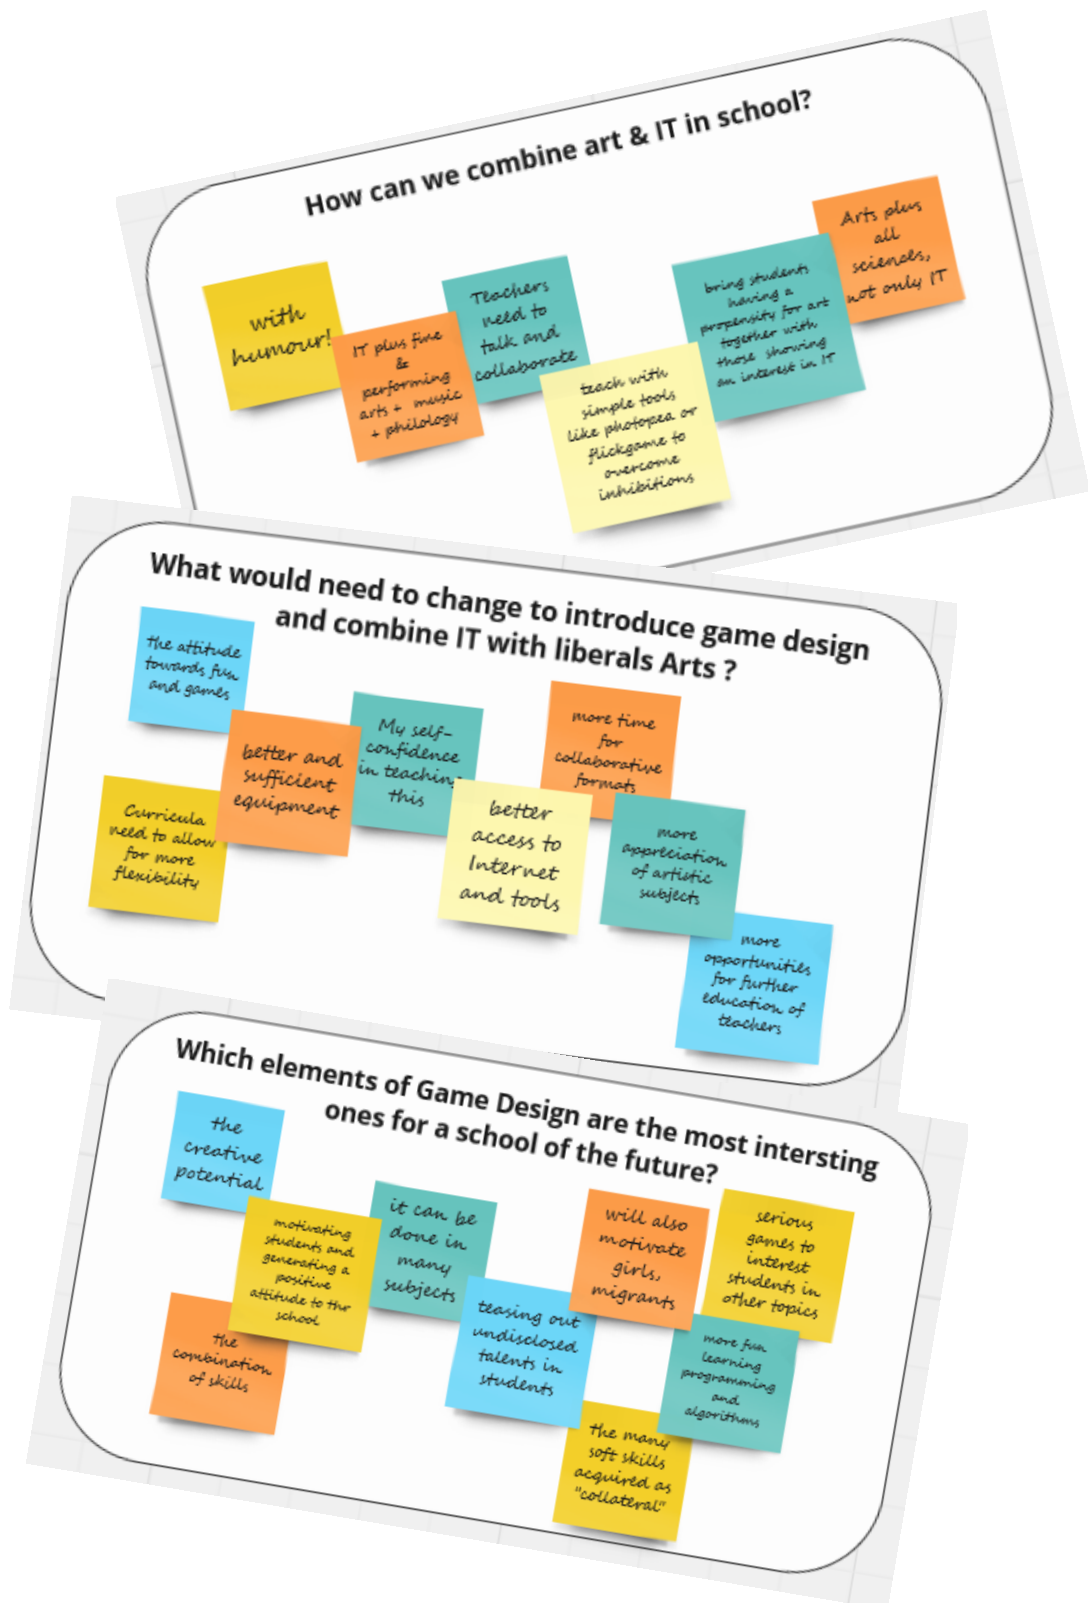 How can we combine art & IT in school?
with
humour!
IT plus fine
&
performing
arts + music
+ philology
Teachers
need to
talk and
collaborate
teach with
simple tools
like photopea or
flickgame to
overcome
inhibitions
bring students
having a
propensity for art
together with
those showing
an interest in IT
Arts plus
all
sciences,
not only IT
What would need to change to introduce game design
and combine IT with liberals Arts ?
the attitude
towards fun
and games
Curricula
need to allow
for more
flexibility
better and
sufficient
equipment
My self-
confidence
in teaching
this
better
access to
Internet
and tools
more time
for
collaborative
formats
more
appreciation
of artistic
subjects
more
opportunities
for further
education of
teachers
Which elements of Game Design are the most intersting
ones for a school of the future?
the
creative
potential
motivating
students and
generating a
positive
attitude to thr
school
the
combination
of skills
it can be
done in
many
subjects
teasing out
undisclosed
talents in
students
will also
motivate
girls,
migrants
serious
games to
interest
students in
other topics
more fun
learning
programming
and
algorithms
the many
soft skills
acquired as
"collateral"